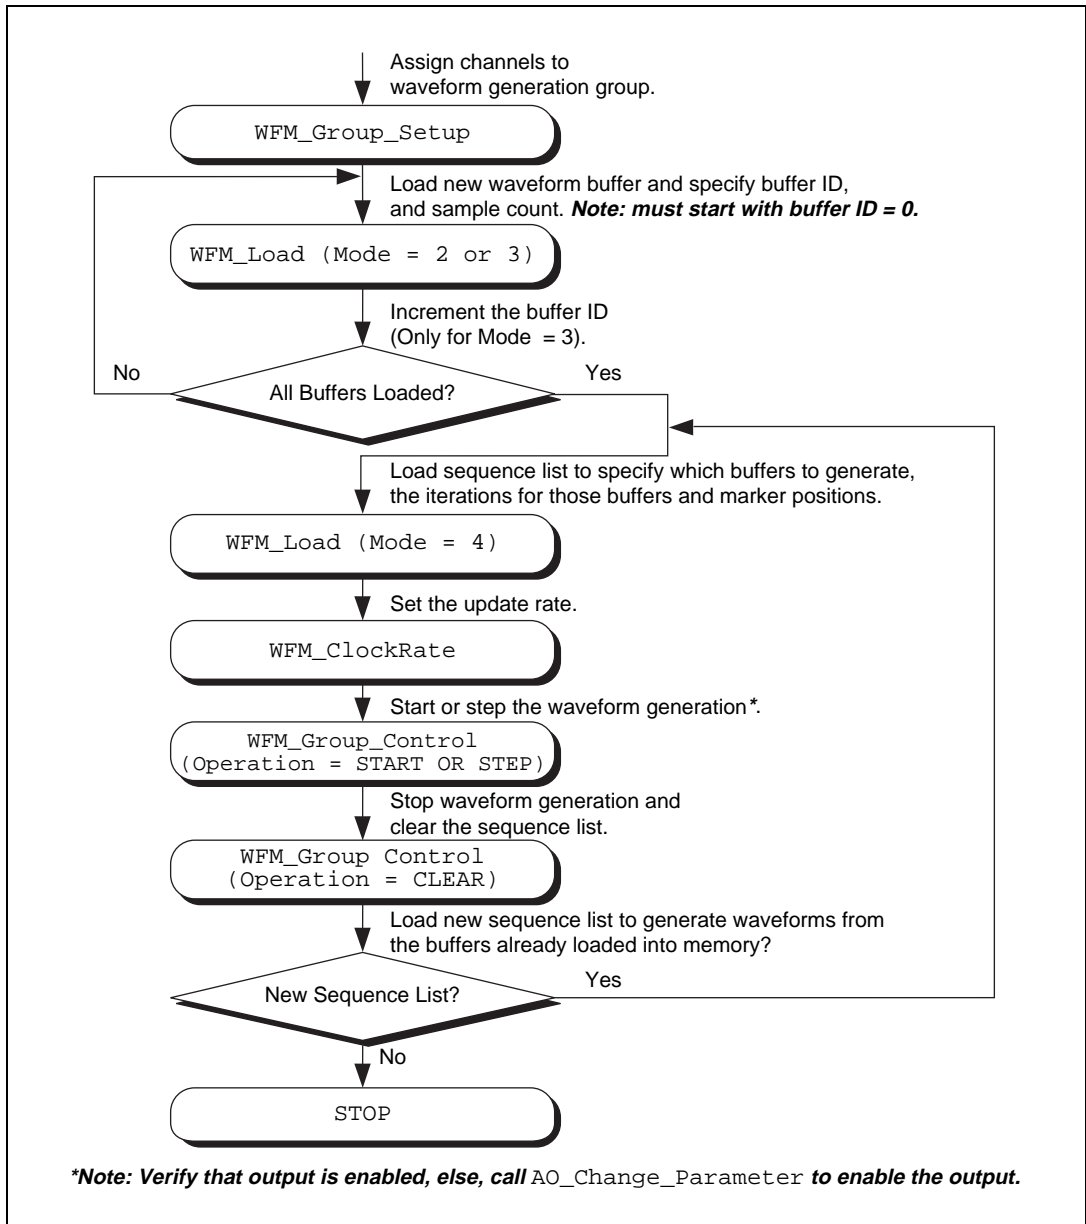 Assign channels to
waveform generation group.
WFM_Group_Setup
Load new waveform buffer and specify buffer ID,
and sample count. Note: must start with buffer ID = 0.
WFM_Load (Mode = 2 or 3)
Increment the buffer ID
(Only for Mode = 3).
No
Yes
All Buffers Loaded?
Load sequence list to specify which buffers to generate,
the iterations for those buffers and marker positions.
WFM_Load (Mode = 4)
Set the update rate.
WFM_ClockRate
Start or step the waveform generation*.
WFM_Group_Control
(Operation = START OR STEP)
Stop waveform generation and
clear the sequence list.
WFM_Group Control
(Operation = CLEAR)
Load new sequence list to generate waveforms from
the buffers already loaded into memory?
Yes
New Sequence List?
No
STOP
*Note: Verify that output is enabled, else, call AO_Change_Parameter to enable the output.